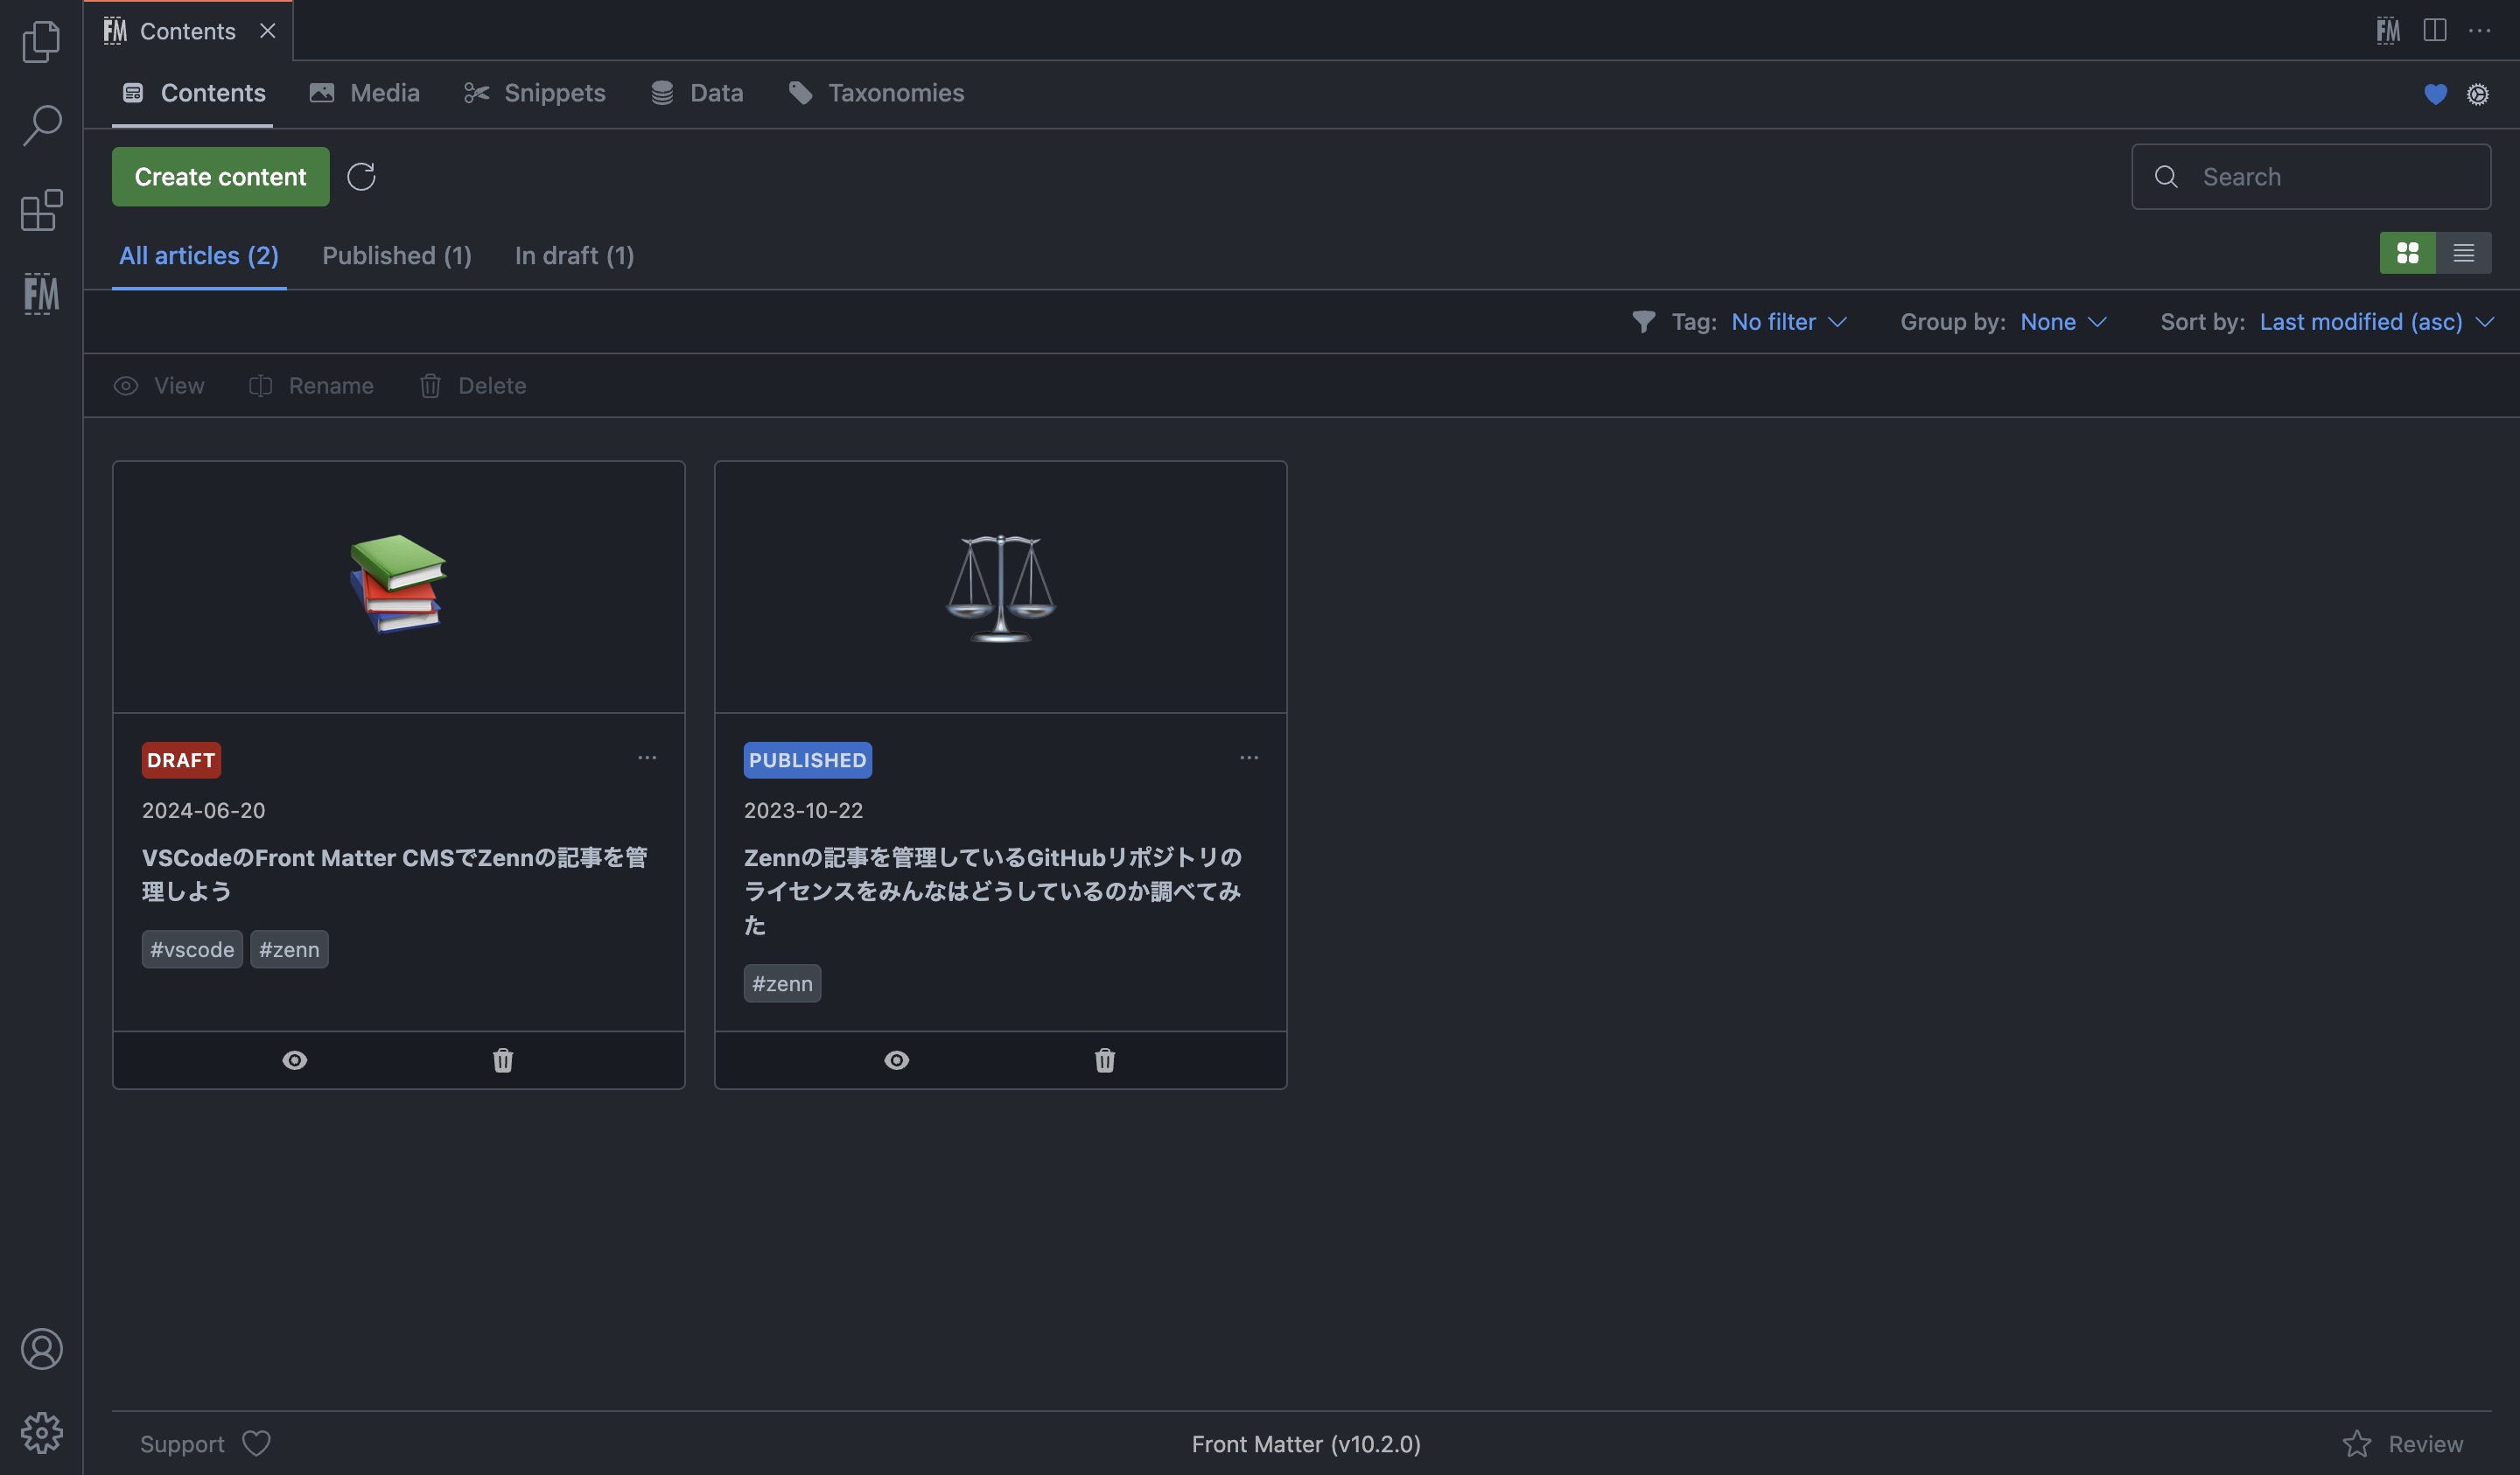 FM Contents
FM
Contents Media Snippets Data Taxonomies
Create content
Search
All articles (2) Published (1) In draft (1)
FM
Tag: No filter Group by: None Sort by: Last modified (asc)
View Rename Delete
DRAFT
2024-06-20
VSCodeのFront Matter CMSでZennの記事を管
理しよう
#vscode #zenn
PUBLISHED
2023-10-22
Zennの記事を管理しているGitHubリポジトリの
ライセンスをみんなはどうしているのか調べてみ
た
#zenn
Support
Front Matter (v10.2.0)
Review